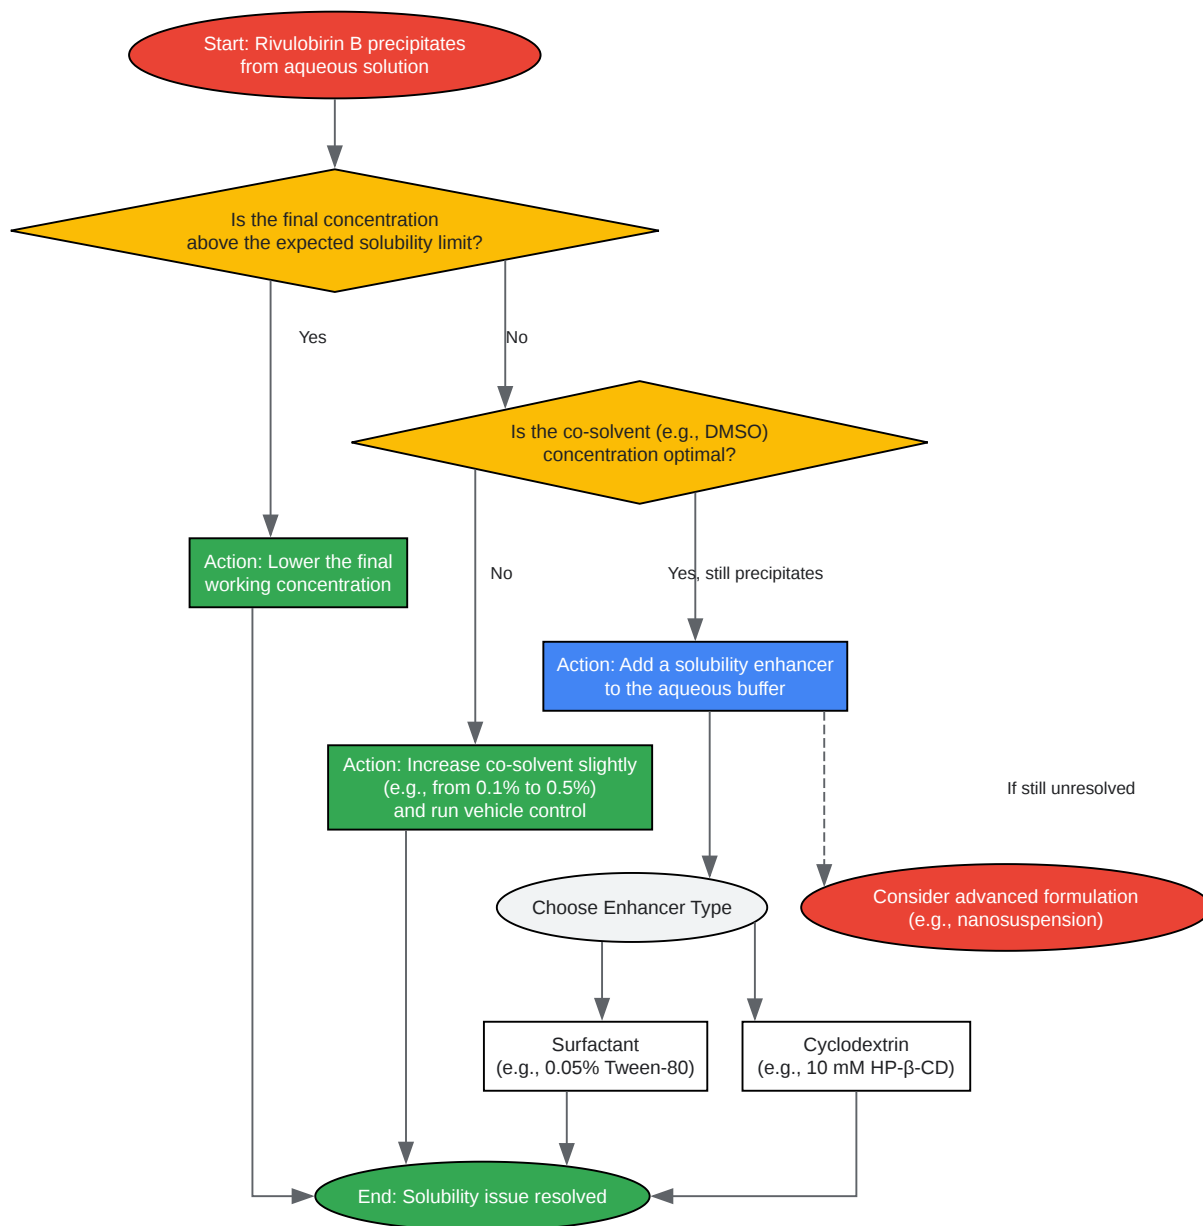 Start: Rivulobirin B precipitates
from aqueous solution
Is the final concentration
above the expected solubility limit?
Yes
No
Is the co-solvent (e.g., DMSO)
concentration optimal?
Action: Lower the final
working concentration
No
Yes, still precipitates
Action: Add a solubility enhancer
to the aqueous buffer
Action: Increase co-solvent slightly
(e.g., from 0.1% to 0.5%)
and run vehicle control
If still unresolved
Choose Enhancer Type
Consider advanced formulation
(e.g., nanosuspension)
Surfactant
(e.g., 0.05% Tween-80)
Cyclodextrin
(e.g., 10 mM HP-β-CD)
End: Solubility issue resolved